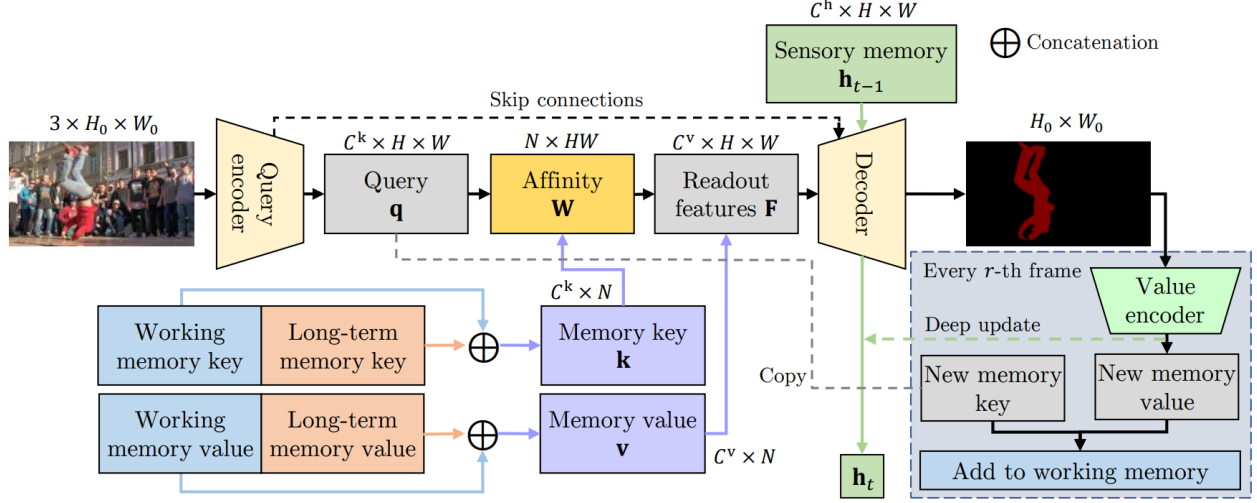 C^h × H × W
Sensory memory
h_{t−1}
⊕ Concatenation
Skip connections
3 × H_0 × W_0
Query
encoder
C^k × H × W
Query
q
N × HW
Affinity
W
C^v × H × W
Readout
features F
Decoder
H_0 × W_0
Every r-th frame
Value
encoder
Deep update
New memory
key
New memory
value
Add to working memory
Copy
h_t
C^k × N
Working
memory key
Long-term
memory key
Memory key
k
Working
memory value
Long-term
memory value
Memory value
v
C^v × N